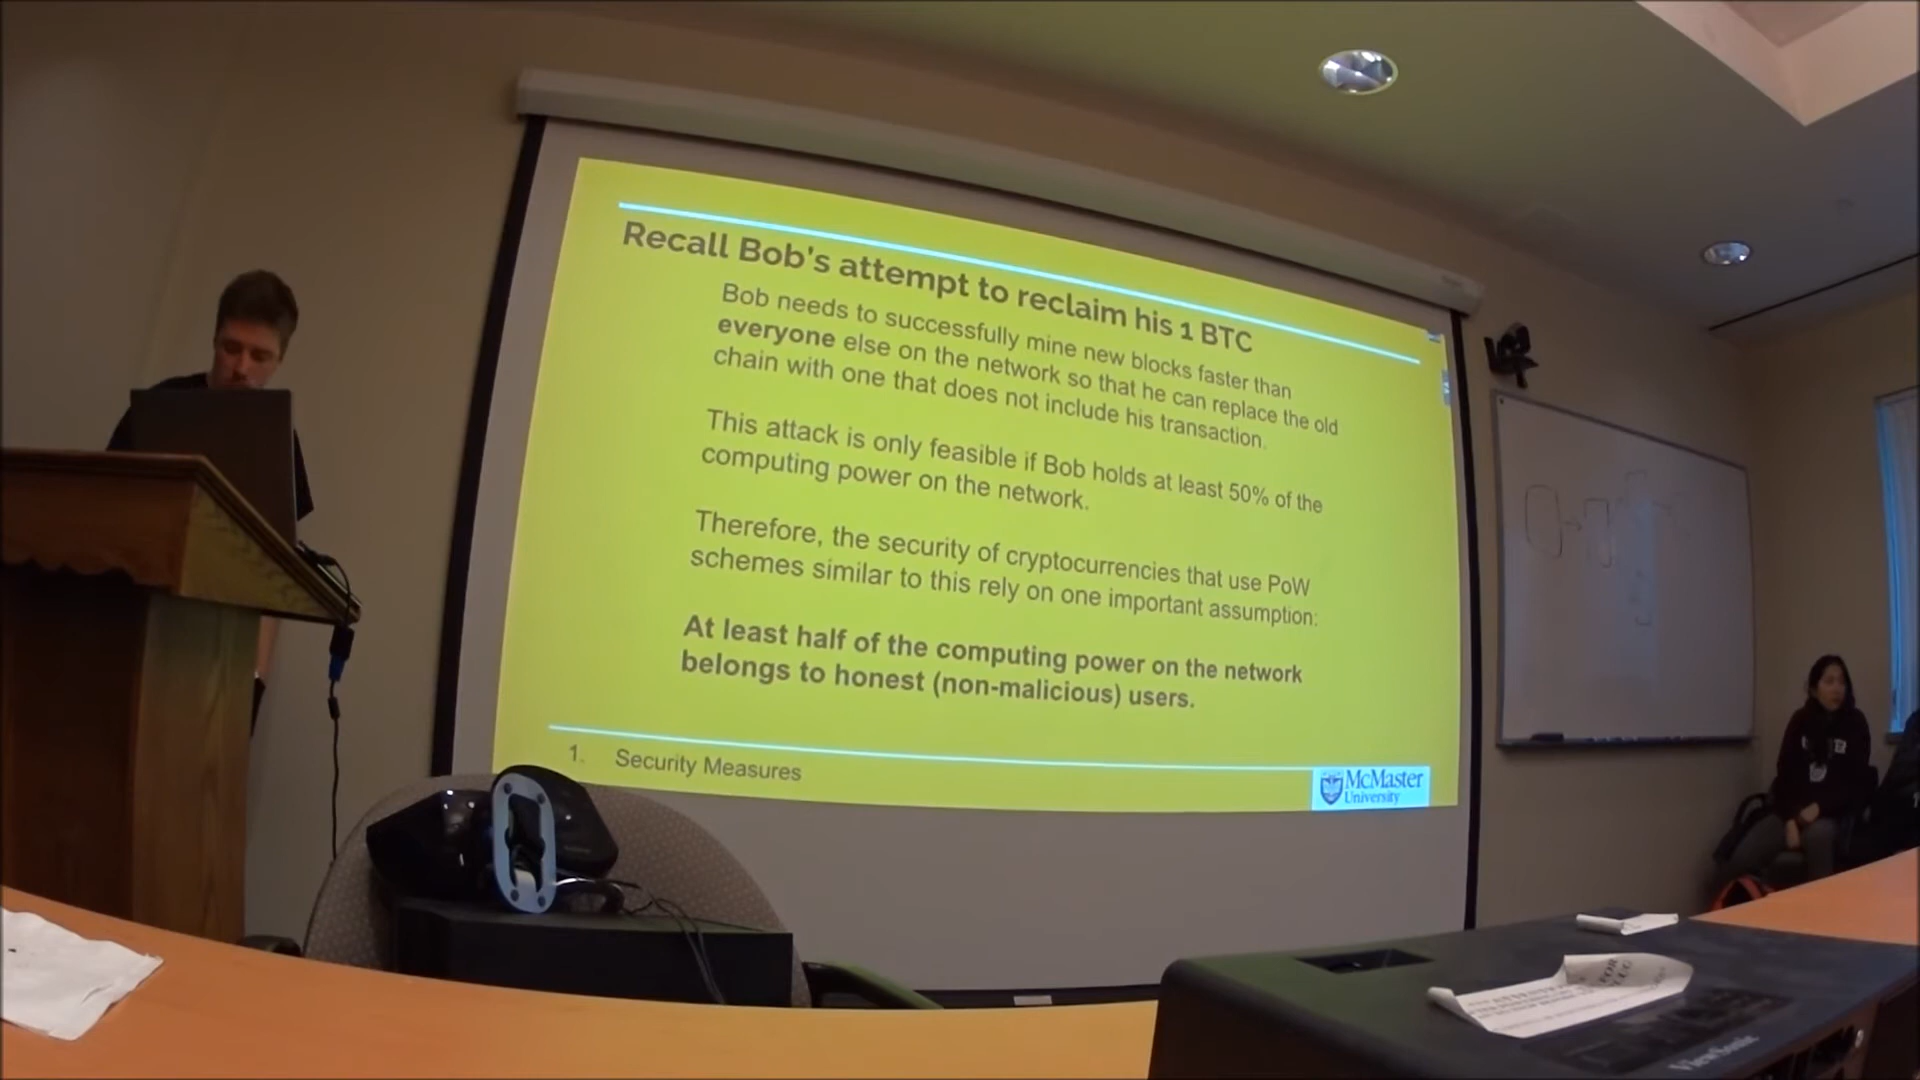 Recall Bob's attempt to reclaim his 1 BTC
Bob needs to successfully mine new blocks faster than
everyone else on the network so that he can replace the old
chain with one that does not include his transaction.
This attack is only feasible if Bob holds at least 50% of the
computing power on the network.
Therefore, the security of cryptocurrencies that use PoW
schemes similar to this rely on one important assumption:
At least half of the computing power on the network
belongs to honest (non-malicious) users.
1. Security Measures
McMaster
University
ViewSonic